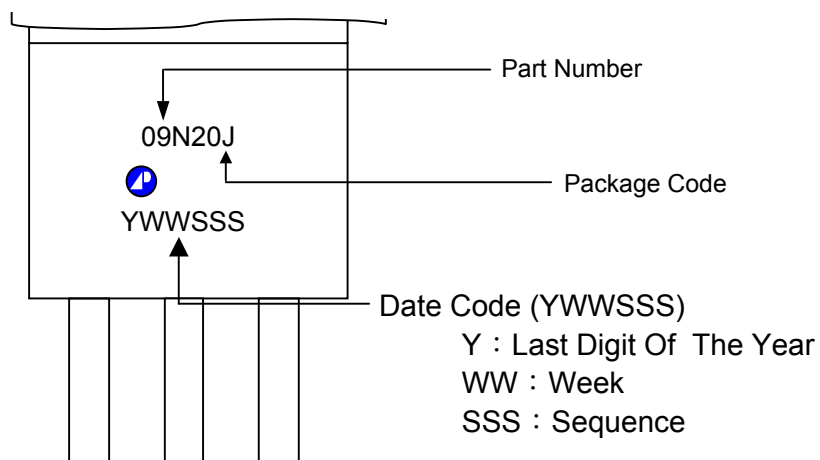 Part Number
09N20J
Package Code
YWWSSS
Date Code (YWWSSS)
Y：Last Digit Of The Year
WW：Week
SSS：Sequence